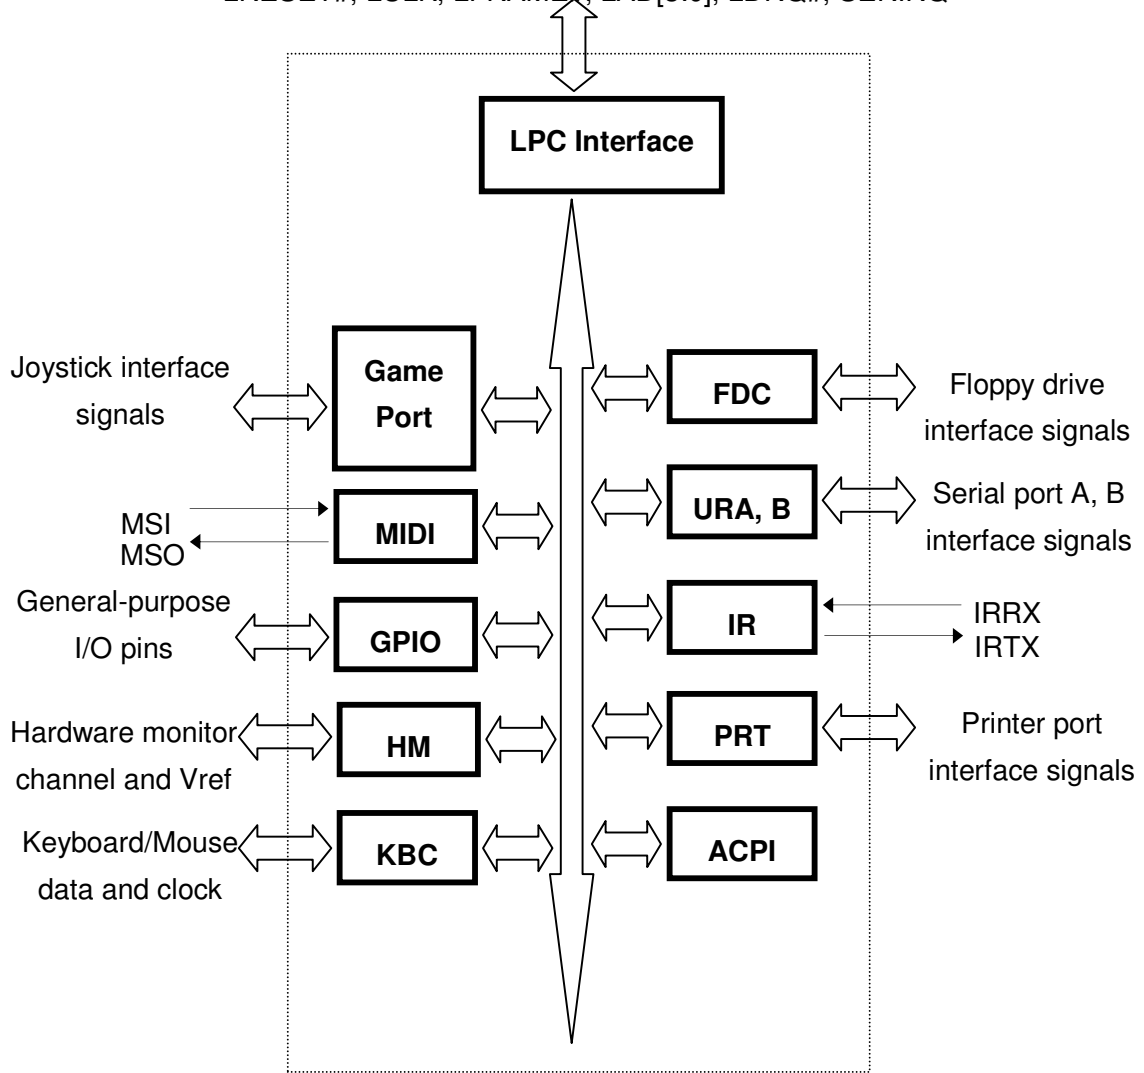 LPC Interface
Joystick interface
signals
Game
Port
FDC
Floppy drive
interface signals
MSI
MSO
MIDI
URA, B
Serial port A, B
interface signals
General-purpose
I/O pins
GPIO
IR
IRRX
IRTX
Hardware monitor
channel and Vref
HM
PRT
Printer port
interface signals
Keyboard/Mouse
data and clock
KBC
ACPI